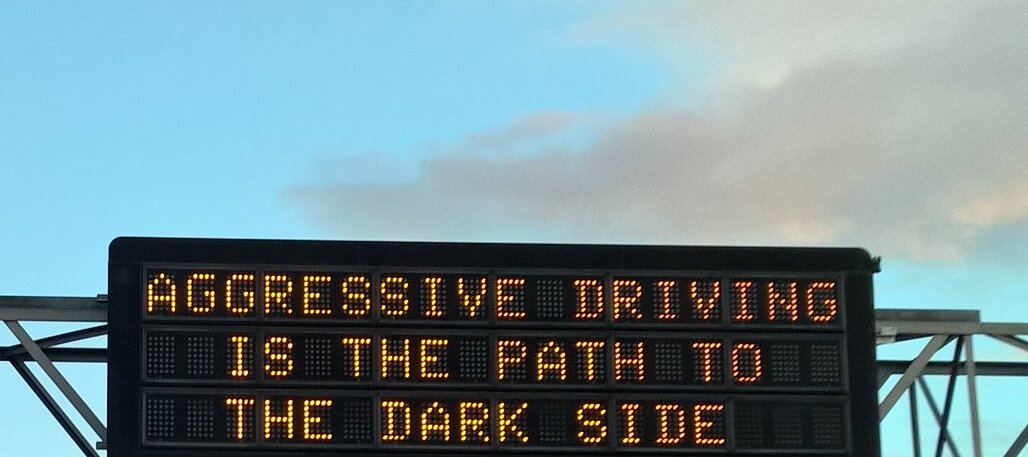 AGGRESSIVE DRIVING
IS THE PATH TO
THE DARK SIDE